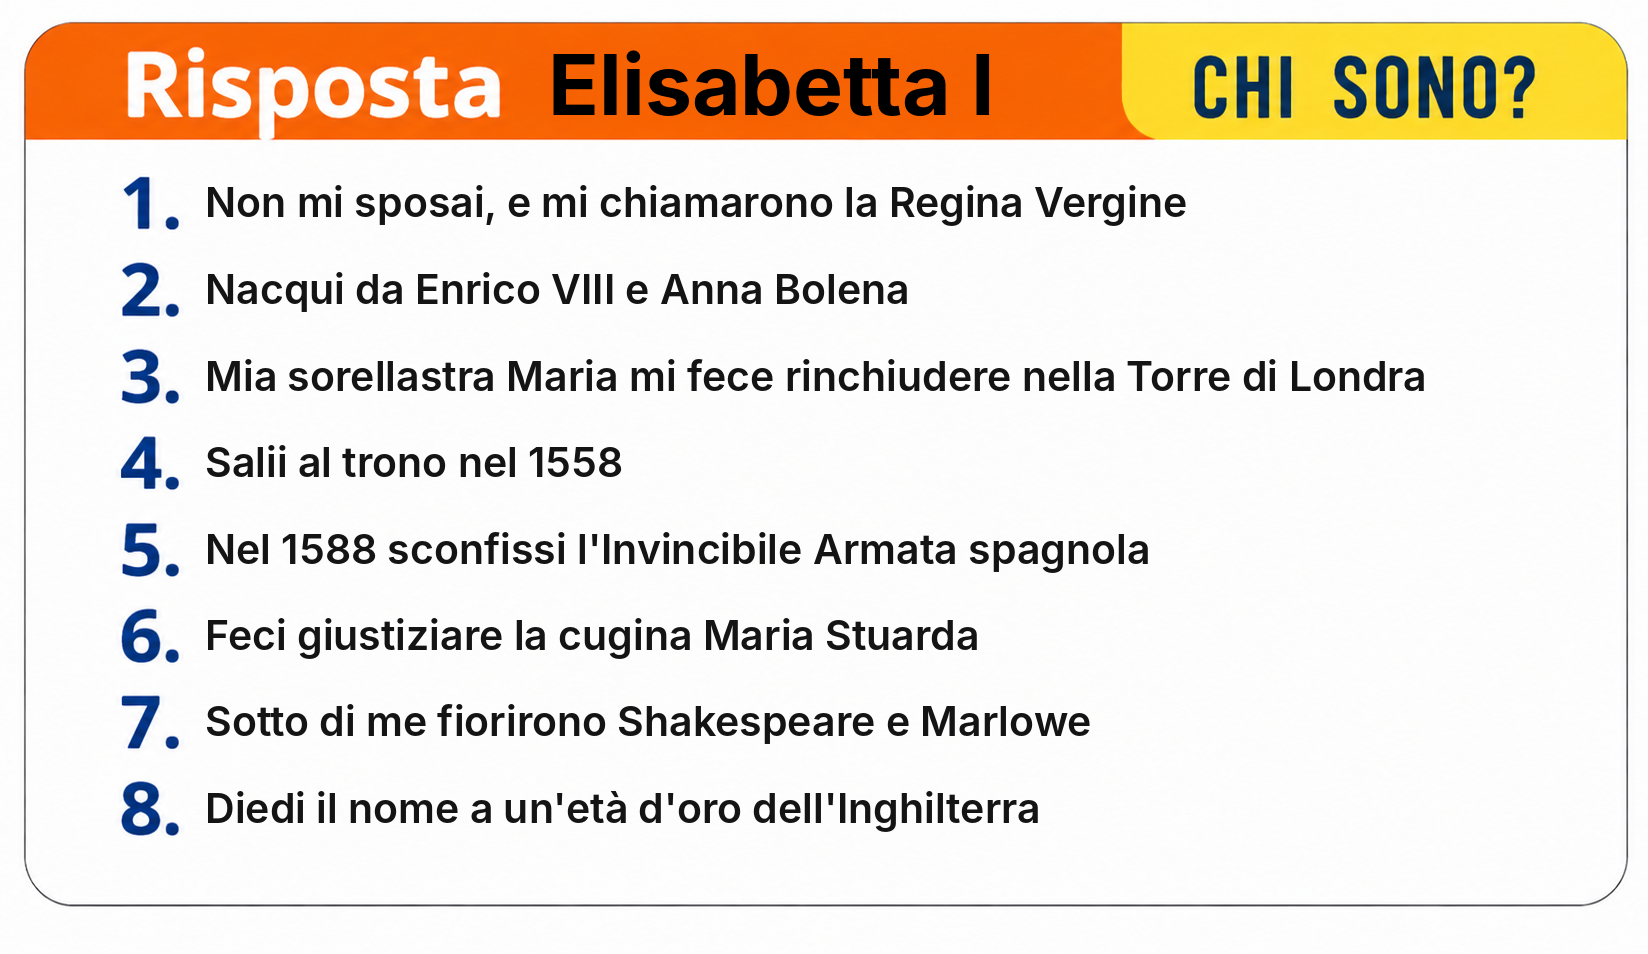 Risposta Elisabetta I CHI SONO?
1. Non mi sposai, e mi chiamarono la Regina Vergine
2. Nacqui da Enrico VIII e Anna Bolena
3. Mia sorellastra Maria mi fece rinchiudere nella Torre di Londra
4. Salii al trono nel 1558
5. Nel 1588 sconfissi l'Invincibile Armata spagnola
6. Feci giustiziare la cugina Maria Stuarda
7. Sotto di me fiorirono Shakespeare e Marlowe
8. Diedi il nome a un'età d'oro dell'Inghilterra